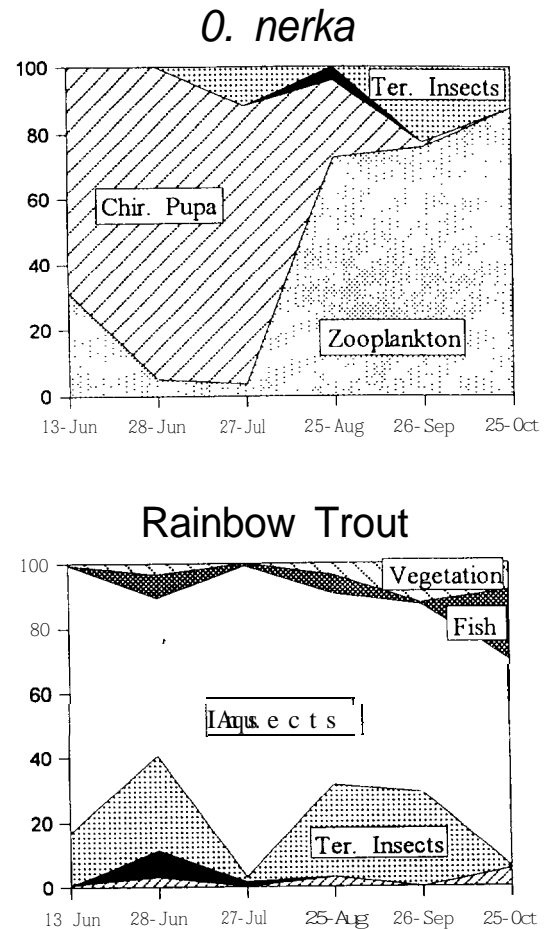 O. nerka
100
80
60
40
20
0
Ter. Insects
Chir. Pupa
Zooplankton
13-Jun 28-Jun 27-Jul 25-Aug 26-Sep 25-Oct
Rainbow Trout
100
80
60
40
20
0
Vegetation
Fish
Ter. Insects
13 Jun 28-Jun 27-Jul 25-Aug 26-Sep 25-Oct